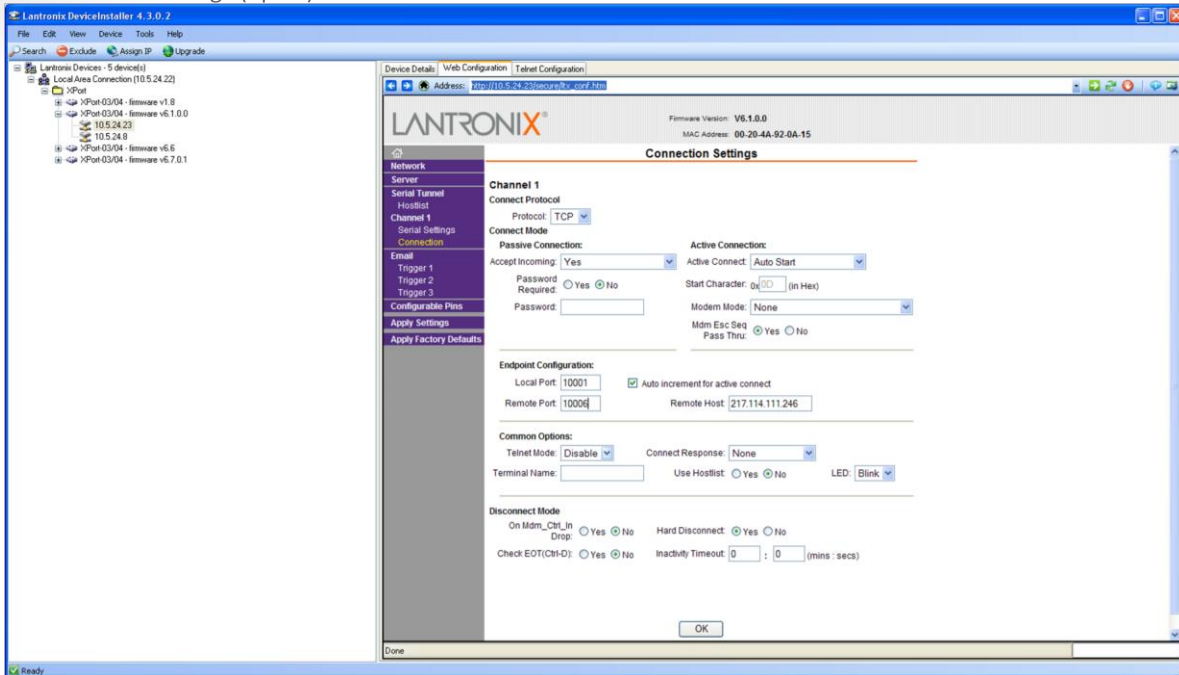 Lantronix DeviceInstaller 4.3.0.2
File Edit View Device Tools Help
Search Exclude Assign IP Upgrade
Lantronix Devices - 5 device(s)
Local Area Connection (10.5.24.22)
XPort
XPort-03/04 - firmware v1.8
XPort-03/04 - firmware v6.1.0.0
10.5.24.23
10.5.24.8
XPort-03/04 - firmware v6.6
XPort-03/04 - firmware v6.7.0.1
Device Details Web Configuration Telnet Configuration
Address: http://10.5.24.23/secure/ltx_conf.htm
LANTRONIX®
Firmware Version: V6.1.0.0
MAC Address: 00-20-4A-92-0A-15
Network
Server
Serial Tunnel
Hostlist
Channel 1
Serial Settings
Connection
Email
Trigger 1
Trigger 2
Trigger 3
Configurable Pins
Apply Settings
Apply Factory Defaults
Connection Settings
Channel 1
Connect Protocol
Protocol: TCP
Connect Mode
Passive Connection: Active Connection:
Accept Incoming: Yes Active Connect: Auto Start
Password Required: Yes No Start Character: 0x 0D (in Hex)
Password: Modem Mode: None
Mdm Esc Seq Pass Thru: Yes No
Endpoint Configuration:
Local Port: 10001 Auto increment for active connect
Remote Port: 10006 Remote Host: 217.114.111.246
Common Options:
Telnet Mode: Disable Connect Response: None
Terminal Name: Use Hostlist: Yes No LED: Blink
Disconnect Mode
On Mdm_Ctrl_In Drop: Yes No Hard Disconnect: Yes No
Check EOT(Ctrl-D): Yes No Inactivity Timeout: 0 : 0 (mins : secs)
OK
Done
Ready